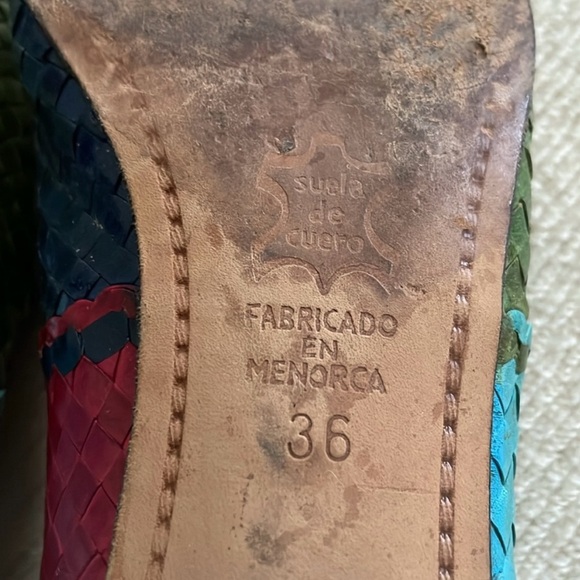 suela
de
cuero
FABRICADO
EN
MENORCA
36